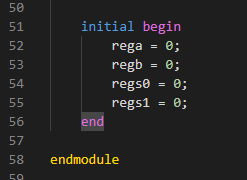 50
51 initial begin
52 rega = 0;
53 regb = 0;
54 regs0 = 0;
55 regs1 = 0;
56 end
57
58 endmodule
59